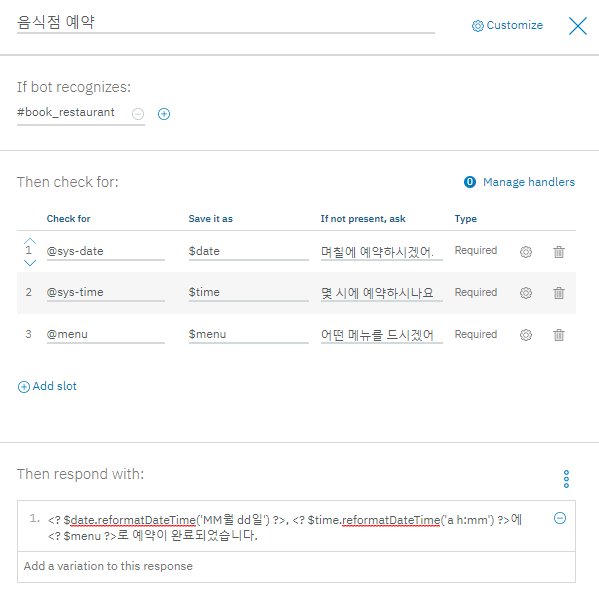 음식점 예약
Customize
If bot recognizes:
#book_restaurant
Then check for:
0 Manage handlers
Check for Save it as If not present, ask Type
1 @sys-date $date 며칠에 예약하시겠어. Required
2 @sys-time $time 몇 시에 예약하시나요 Required
3 @menu $menu 어떤 메뉴를 드시겠어 Required
Add slot
Then respond with:
1. <? $date.reformatDateTime('MM월 dd일') ?>, <? $time.reformatDateTime('a h:mm') ?>에
<? $menu ?>로 예약이 완료되었습니다.
Add a variation to this response